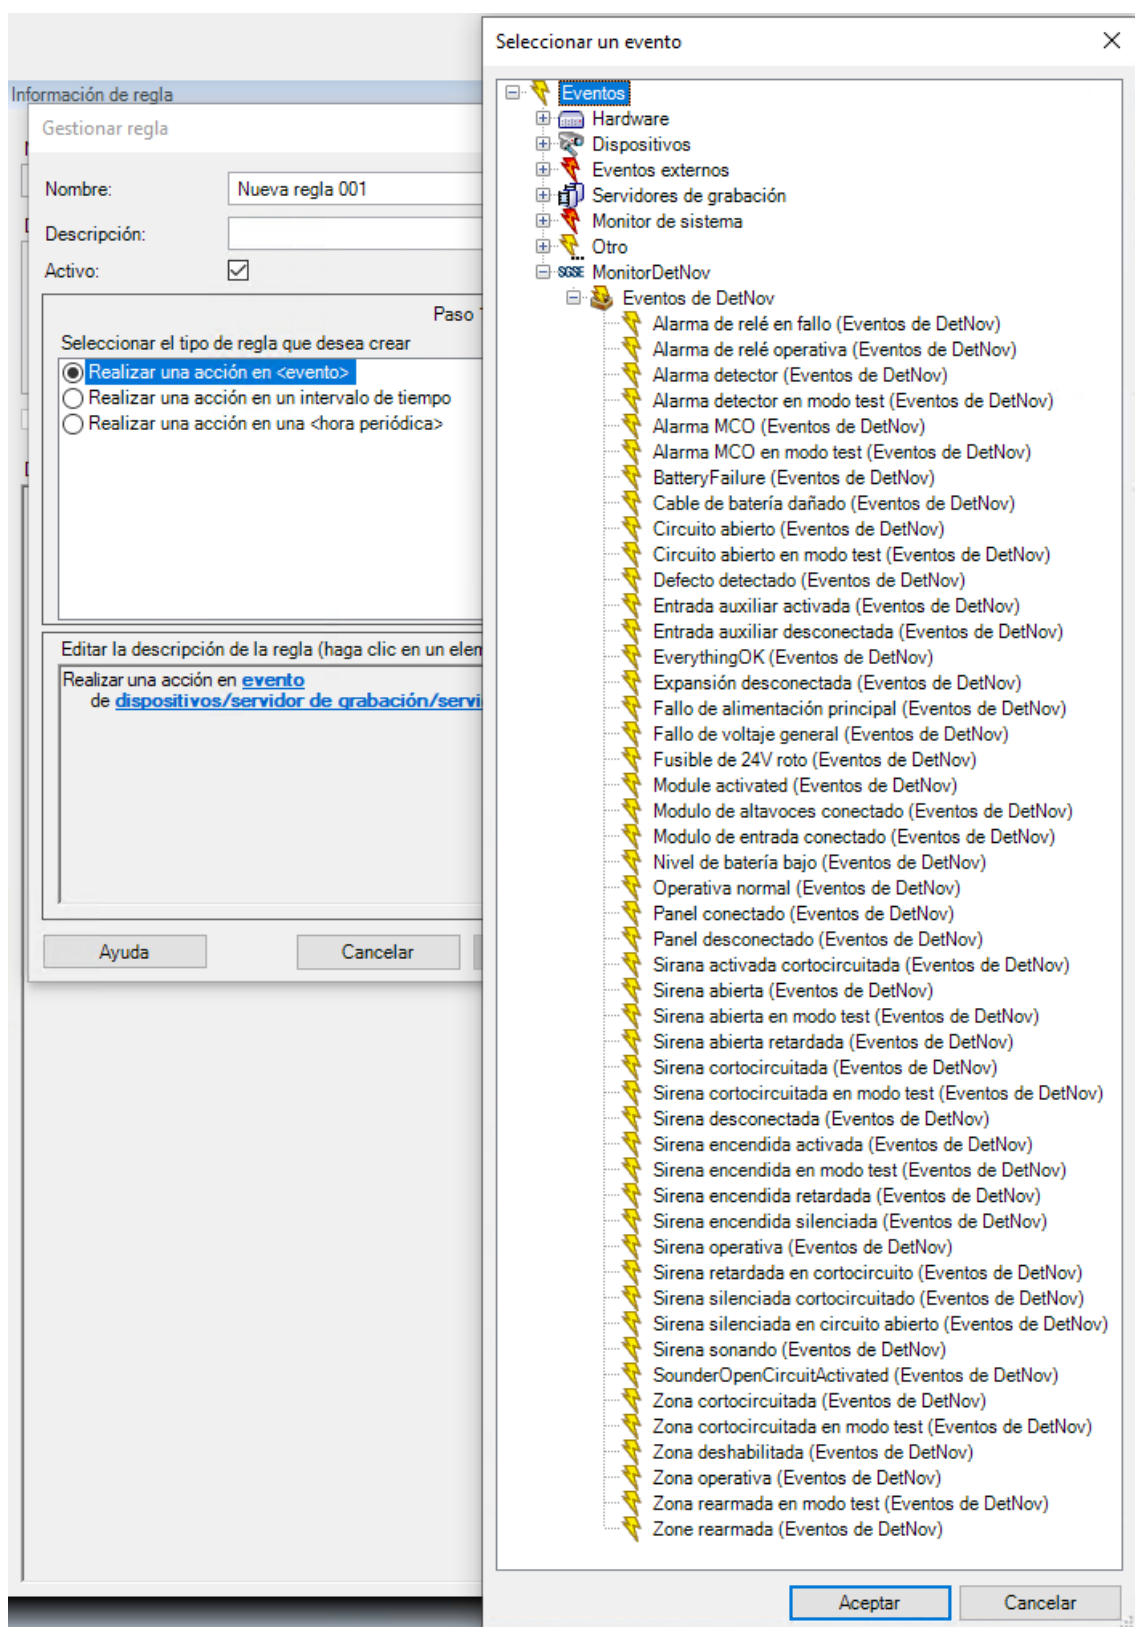 Seleccionar un evento
Información de regla
Gestionar regla
Nombre:
Nueva regla 001
Descripción:
Activo:
Paso
Seleccionar el tipo de regla que desea crear
Realizar una acción en <evento>
Realizar una acción en un intervalo de tiempo
Realizar una acción en una <hora periódica>
Editar la descripción de la regla (haga clic en un elem
Realizar una acción en evento
de dispositivos/servidor de grabación/servi
Ayuda
Cancelar
Eventos
Hardware
Dispositivos
Eventos externos
Servidores de grabación
Monitor de sistema
Otro
SGSE MonitorDetNov
Eventos de DetNov
Alarma de relé en fallo (Eventos de DetNov)
Alarma de relé operativa (Eventos de DetNov)
Alarma detector (Eventos de DetNov)
Alarma detector en modo test (Eventos de DetNov)
Alarma MCO (Eventos de DetNov)
Alarma MCO en modo test (Eventos de DetNov)
BatteryFailure (Eventos de DetNov)
Cable de batería dañado (Eventos de DetNov)
Circuito abierto (Eventos de DetNov)
Circuito abierto en modo test (Eventos de DetNov)
Defecto detectado (Eventos de DetNov)
Entrada auxiliar activada (Eventos de DetNov)
Entrada auxiliar desconectada (Eventos de DetNov)
EverythingOK (Eventos de DetNov)
Expansión desconectada (Eventos de DetNov)
Fallo de alimentación principal (Eventos de DetNov)
Fallo de voltaje general (Eventos de DetNov)
Fusible de 24V roto (Eventos de DetNov)
Module activated (Eventos de DetNov)
Modulo de altavoces conectado (Eventos de DetNov)
Modulo de entrada conectado (Eventos de DetNov)
Nivel de batería bajo (Eventos de DetNov)
Operativa normal (Eventos de DetNov)
Panel conectado (Eventos de DetNov)
Panel desconectado (Eventos de DetNov)
Sirana activada cortocircuitada (Eventos de DetNov)
Sirena abierta (Eventos de DetNov)
Sirena abierta en modo test (Eventos de DetNov)
Sirena abierta retardada (Eventos de DetNov)
Sirena cortocircuitada (Eventos de DetNov)
Sirena cortocircuitada en modo test (Eventos de DetNov)
Sirena desconectada (Eventos de DetNov)
Sirena encendida activada (Eventos de DetNov)
Sirena encendida en modo test (Eventos de DetNov)
Sirena encendida retardada (Eventos de DetNov)
Sirena encendida silenciada (Eventos de DetNov)
Sirena operativa (Eventos de DetNov)
Sirena retardada en cortocircuito (Eventos de DetNov)
Sirena silenciada cortocircuitado (Eventos de DetNov)
Sirena silenciada en circuito abierto (Eventos de DetNov)
Sirena sonando (Eventos de DetNov)
SounderOpenCircuitActivated (Eventos de DetNov)
Zona cortocircuitada (Eventos de DetNov)
Zona cortocircuitada en modo test (Eventos de DetNov)
Zona deshabilitada (Eventos de DetNov)
Zona operativa (Eventos de DetNov)
Zona rearmada en modo test (Eventos de DetNov)
Zone rearmada (Eventos de DetNov)
Aceptar
Cancelar